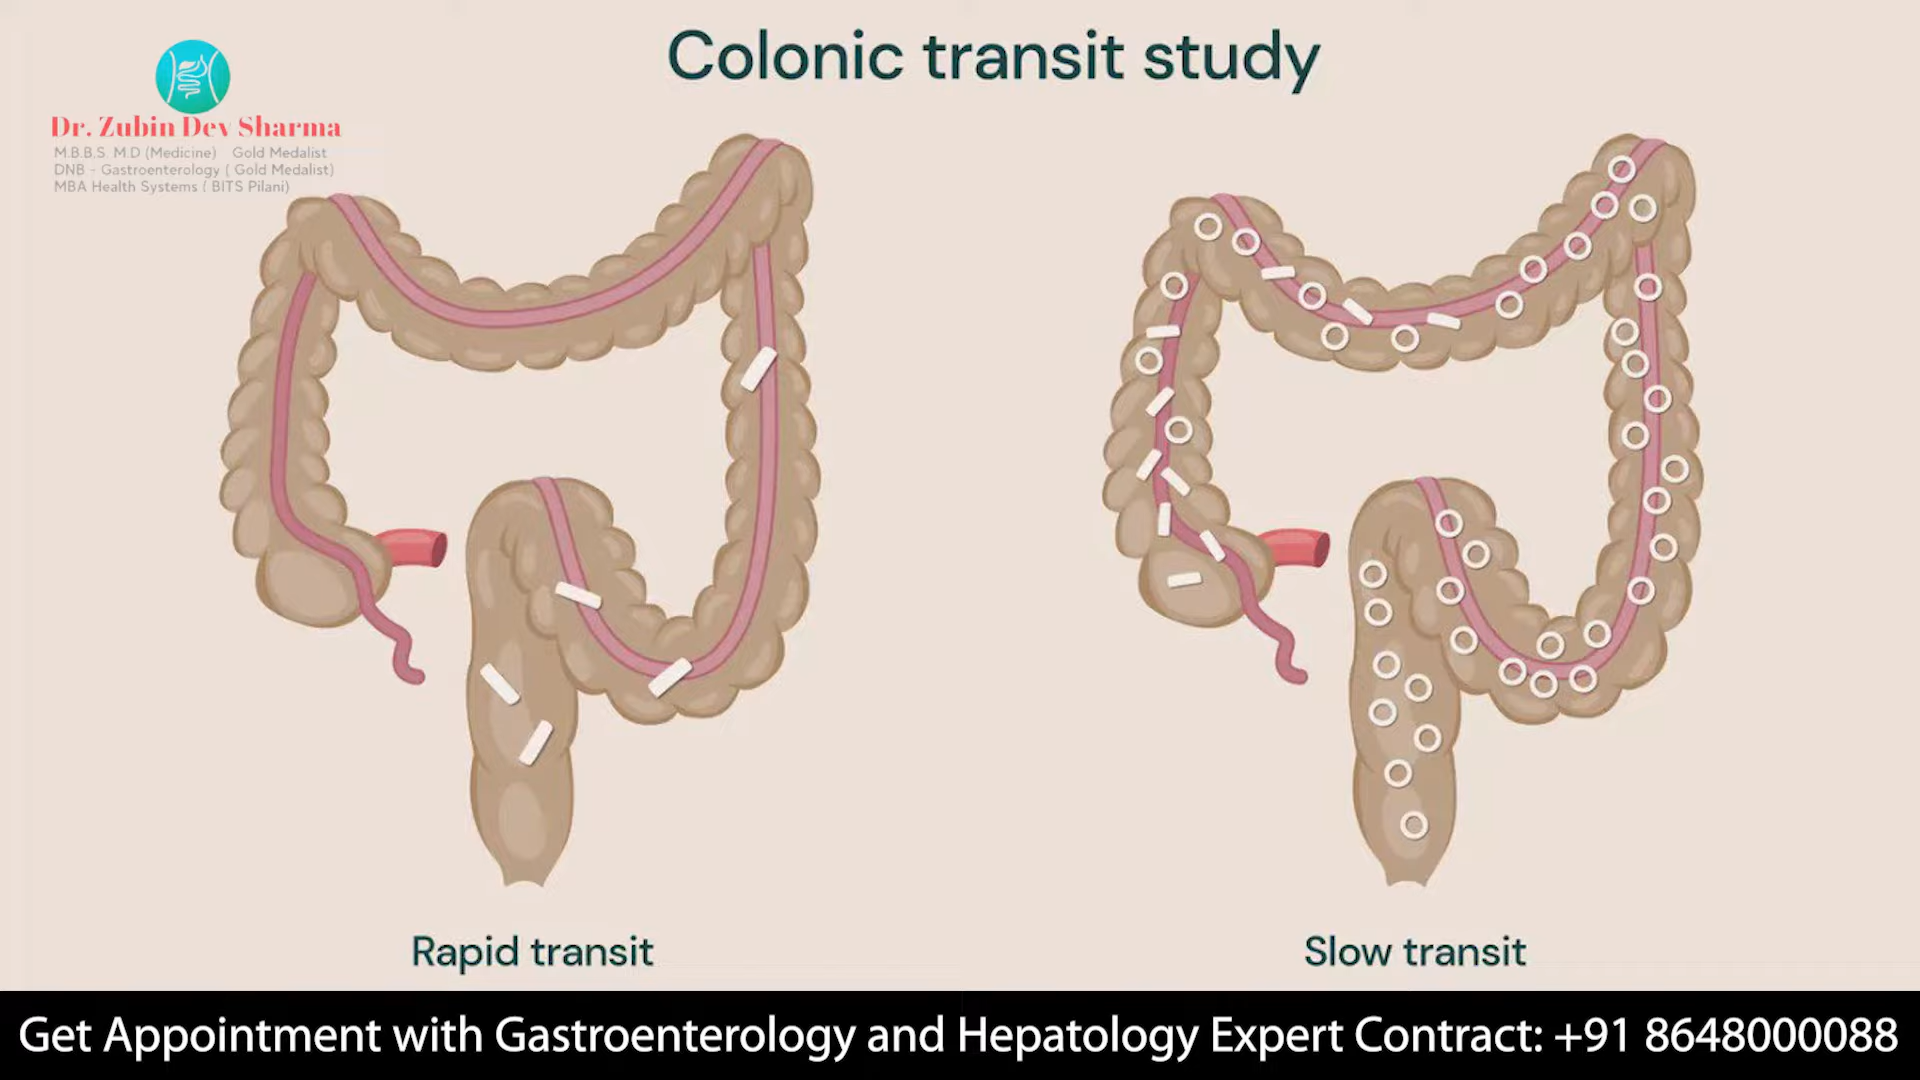 Colonic transit study
Dr. Zubin Dev Sharma
M.B.B.S. M.D (Medicine) Gold Medalist
DNB - Gastroenterology ( Gold Medalist)
MBA Health Systems ( BITS Pilani)
Rapid transit
Slow transit
Get Appointment with Gastroenterology and Hepatology Expert Contract: +91 8648000088